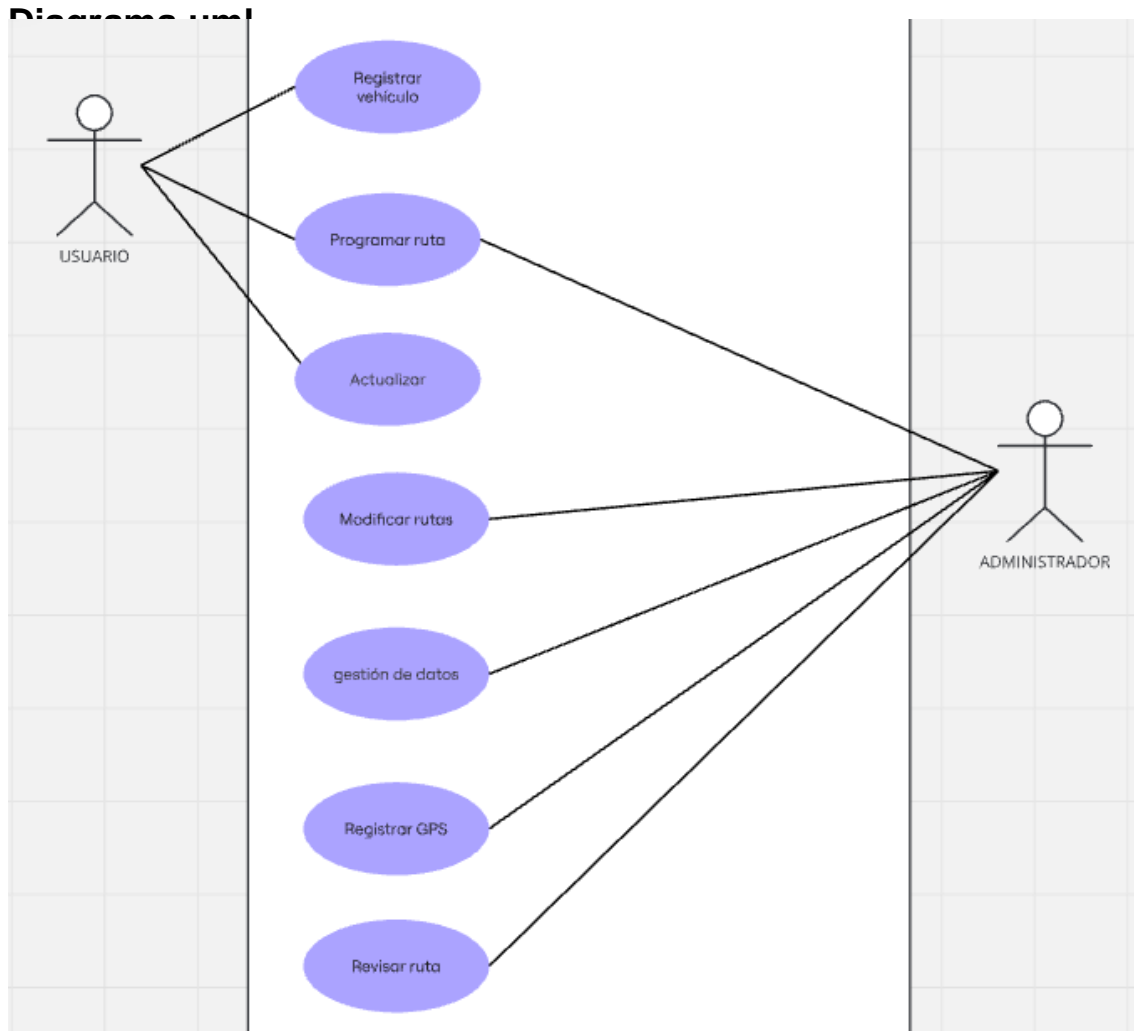 Diagrama uml
Registrar
vehículo
USUARIO
Programar ruta
Actualizar
Modificar rutas
ADMINISTRADOR
gestión de datos
Registrar GPS
Revisar ruta